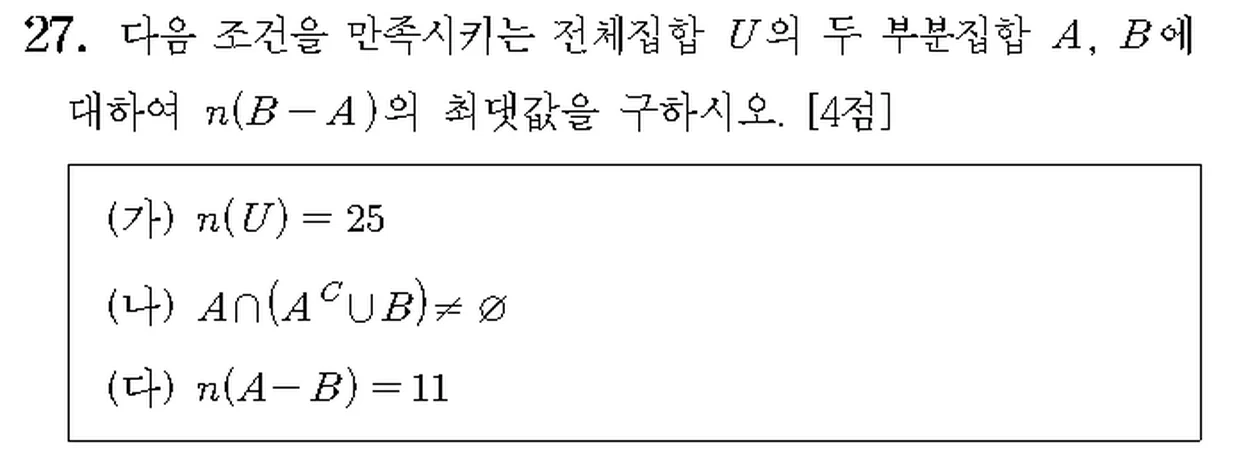 27. 다음 조건을 만족시키는 전체집합 U의 두 부분집합 A, B에
대하여 n(B-A)의 최댓값을 구하시오. [4점]
(가) n(U)=25
(나) A∩(A^C∪B)≠∅
(다) n(A-B)=11